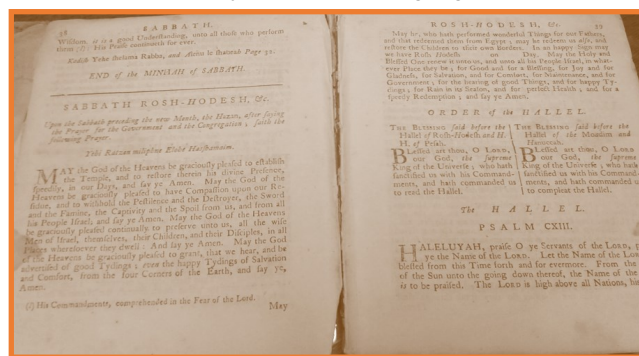 58 SABBATH.
Wisdom, it is a good Understanding, unto all those who perform
them (i): His Praise continueth for ever.
Kadish Yehe shelama Rabba, and Alenu le shabeah Page 52.
END of the MINHAH of SABBATH.
SABBATH ROSH-HODESH, &c.
Upon the Sabbath preceding the new Month, the Hazan, after saying
the Prayer for the Government and the Congregation; saith the
following Prayer.
Yehi Ratson miliphne Elohe Hashamaim.
MAY the God of the Heavens be graciously pleased to establish
the Temple, and to restore therein his divine Presence,
speedily, in our Days, and say ye Amen. May the God of the
Heavens be graciously pleased to have Compassion upon our Re-
sidue, and to withhold the Pestilence and the Destroyer, the Sword
and the Famine, the Captivity and the Spoil from us, and from all
his People Israel, and say ye Amen. May the God of the Heavens
be graciously pleased continually to preserve unto us, all the wise
Men of Israel, themselves, their Children, and their Disciples, in all
Places wheresoever they dwell: And say ye Amen. May the God
of the Heavens be graciously pleased to grant, that we hear, and be
advertised of good Tydings; even the happy Tydings of Salvation
and Comfort, from the four Corners of the Earth, and say ye,
Amen.
(i) His Commandments, comprehended in the Fear of the Lord.
May
ROSH-HODESH, &c. 59
May he, who hath performed wonderful Things for our Fathers,
and that redeemed them from Egypt; may he redeem us also, and
restore the Children to their own Borders. In an happy Sign may
we have Rosh Hodesh on Day. May the Holy and
Blessed One renew it unto us, and unto all his People Israel, in what-
ever Place they be; for Good and for a Blessing, for Joy and for
Gladness, for Salvation, and for Comfort, for Maintenance, and for
Government; for the hearing of good Things, and for happy Ty-
dings; for Rain in its Season, and for perfect Health; and for a
speedy Redemption; and say ye Amen.
ORDER of the HALLEL.
THE BLESSING said before the
Hallel of Rosh-Hodesh and H.
H. of Pesah.
Blessed art thou, O LORD
our God, the supreme
King of the Universe; who hath
sanctified us with his Command-
ments, and hath commanded us
to read the Hallel.
THE BLESSING said before the
Hallel of the Moadim and
Blessed art thou, O LORD
our God, the supreme
King of the Universe, who hath
sanctified us with his Command-
ments, and hath commanded us
to compleat the Hallel.
The HALLEL.
PSALM CXIII.
HALELUYAH, praise O ye Servants of the LORD,
ye the Name of the LORD. Let the Name of the
blessed from this Time forth and for evermore. From the
of the Sun unto the going down thereof, the Name of the
is to be praised. The LORD is high above all Nations,